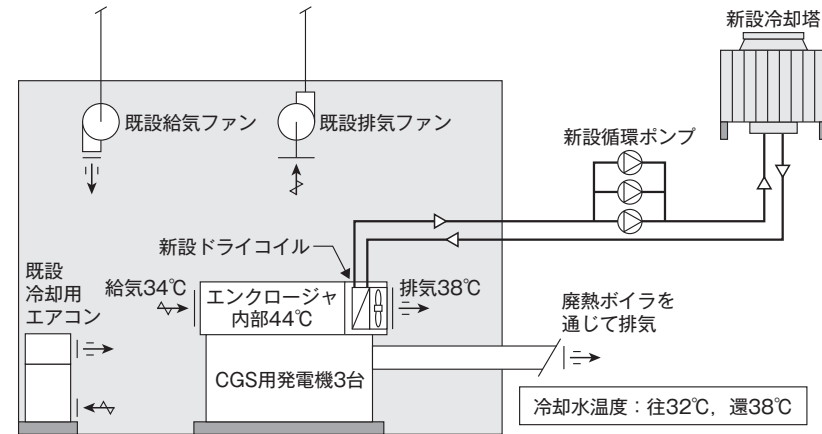 新設冷却塔
既設給気ファン
既設排気ファン
新設循環ポンプ
新設ドライコイル
既設
冷却用
エアコン
給気34℃
エンクロージャ
内部44℃
排気38℃
廃熱ボイラを
通じて排気
CGS用発電機3台
冷却水温度：往32℃，還38℃